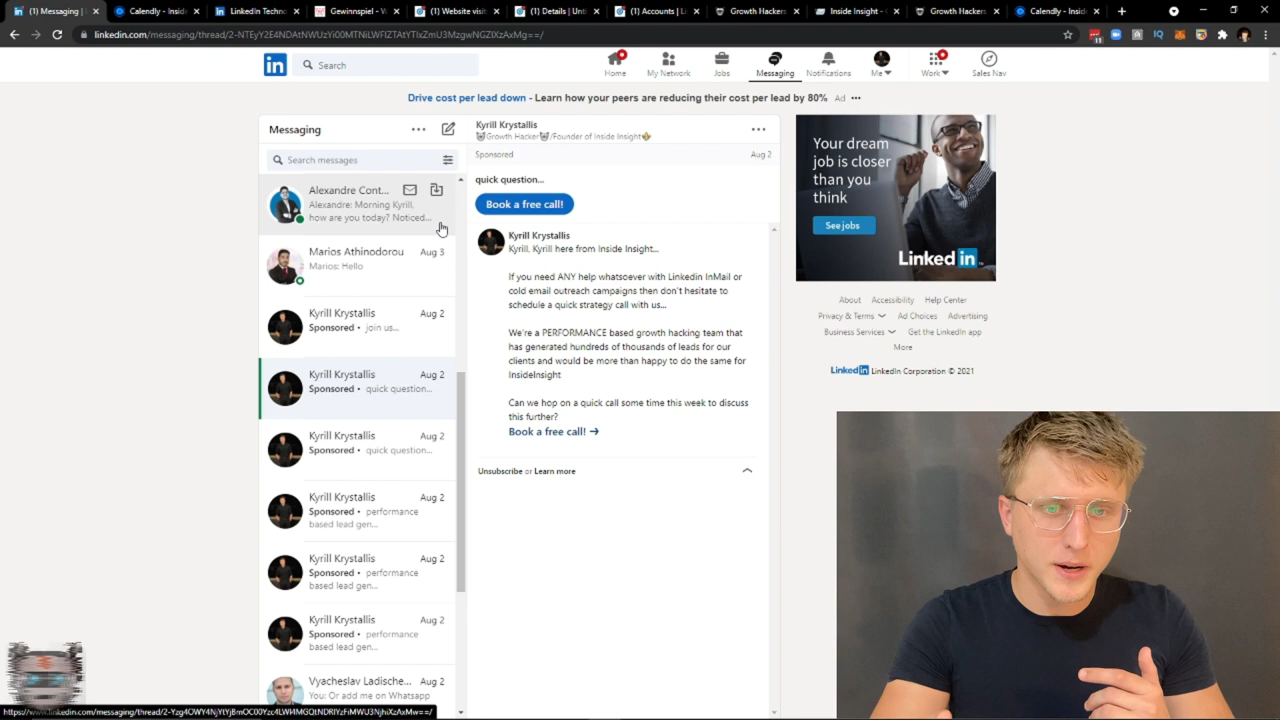 (1) Messaging | L
Calendly - Inside
LinkedIn Techno
Gewinnspiel - W
(1) Website visit
(1) Details | Unt
(1) Accounts | Li
Growth Hackers
Inside Insight -
Growth Hackers
Calendly - Inside
Search
Home
My Network
Jobs
Messaging
Notifications
Me
Work
Sales Nav
Drive cost per lead down - Learn how your peers are reducing their cost per lead by 80% Ad
Messaging
Search messages
Alexandre Cont...
Alexandre: Morning Kyrill,
how are you today? Noticed...
Marios Athinodorou Aug 3
Marios: Hello
Kyrill Krystallis Aug 2
Sponsored • join us...
Kyrill Krystallis Aug 2
Sponsored • quick question...
Kyrill Krystallis Aug 2
Sponsored • quick question...
Kyrill Krystallis Aug 2
Sponsored • performance
based lead gen...
Kyrill Krystallis Aug 2
Sponsored • performance
based lead gen...
Kyrill Krystallis Aug 2
Sponsored • performance
based lead gen...
Vyacheslav Ladische...
You: Or add me on Whatsapp
Kyrill Krystallis
Growth Hacker/Founder of Inside Insight
Sponsored Aug 2
quick question...
Book a free call!
Kyrill Krystallis
Kyrill, Kyrill here from Inside Insight...
If you need ANY help whatsoever with Linkedin InMail or
cold email outreach campaigns then don't hesitate to
schedule a quick strategy call with us...
We're a PERFORMANCE based growth hacking team that
has generated hundreds of thousands of leads for our
clients and would be more than happy to do the same for
InsideInsight
Can we hop on a quick call some time this week to discuss
this further?
Book a free call! →
Unsubscribe or Learn more
Your dream
job is closer
than you
think
See jobs
Linked in
About Accessibility Help Center
Privacy & Terms Ad Choices Advertising
Business Services Get the LinkedIn app
More
Linked in LinkedIn Corporation © 2021